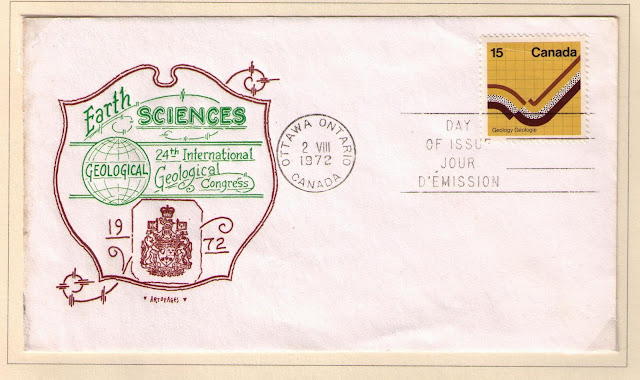 Earth
SCIENCES
GEOLOGICAL
24th International
Geological
Congress
19
72
ARTOPAGES
OTTAWA ONTARIO
2 VIII
1972
CANADA
DAY
OF ISSUE
JOUR
D'ÉMISSION
15 Canada
Geology Géologie